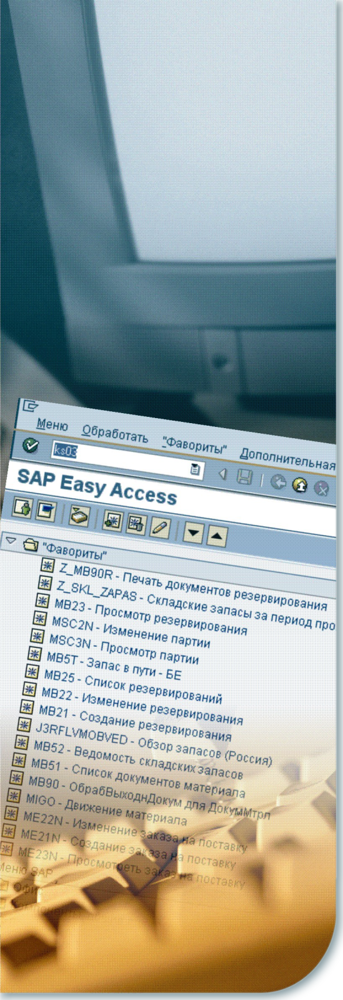 Меню Обработать "Фавориты" Дополнительная
ks03
SAP Easy Access
"Фавориты"
Z_MB90R - Печать документов резервирования
Z_SKL_ZAPAS - Складские запасы за период про
MB23 - Просмотр резервирования
MSC2N - Изменение партии
MSC3N - Просмотр партии
MB5T - Запас в пути - БЕ
MB25 - Список резервирований
MB22 - Изменение резервирования
MB21 - Создание резервирования
J3RFLVMOBVED - Обзор запасов (Россия)
MB52 - Ведомость складских запасов
MB51 - Список документов материала
MB90 - ОбрабВыходнДокум для ДокумМтрл
MIGO - Движение материала
ME22N - Изменение заказа на поставку
ME21N - Создание заказа на поставку
ME23N - Просмотреть заказ на поставку
Меню SAP